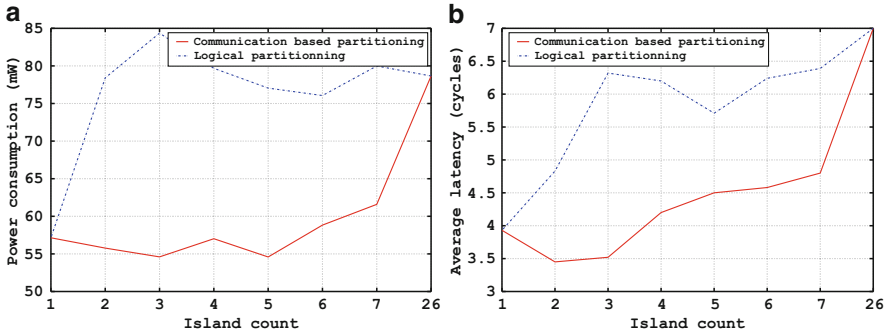 a
85
80
75
70
65
60
55
50
Power consumption (mW)
Communication based partitioning
Logical partitionning
1 2 3 4 5 6 7 26
Island count
b
7
6.5
6
5.5
5
4.5
4
3.5
3
Average latency (cycles)
Communication based partitioning
Logical partitionning
1 2 3 4 5 6 7 26
Island count